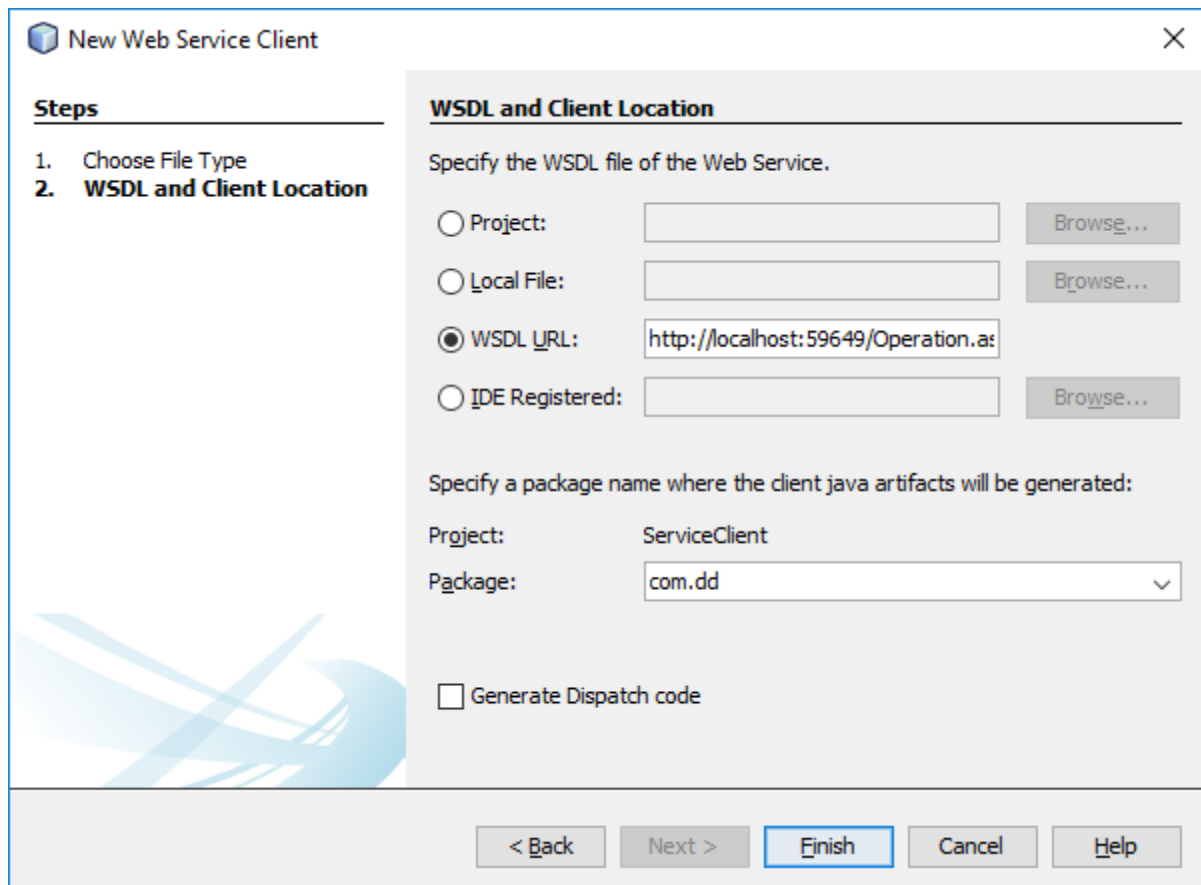 New Web Service Client
Steps
1. Choose File Type
2. WSDL and Client Location
WSDL and Client Location
Specify the WSDL file of the Web Service.
Project:
Browse...
Local File:
Browse...
WSDL URL: http://localhost:59649/Operation.as
IDE Registered:
Browse...
Specify a package name where the client java artifacts will be generated:
Project: ServiceClient
Package: com.dd
Generate Dispatch code
< Back Next > Finish Cancel Help